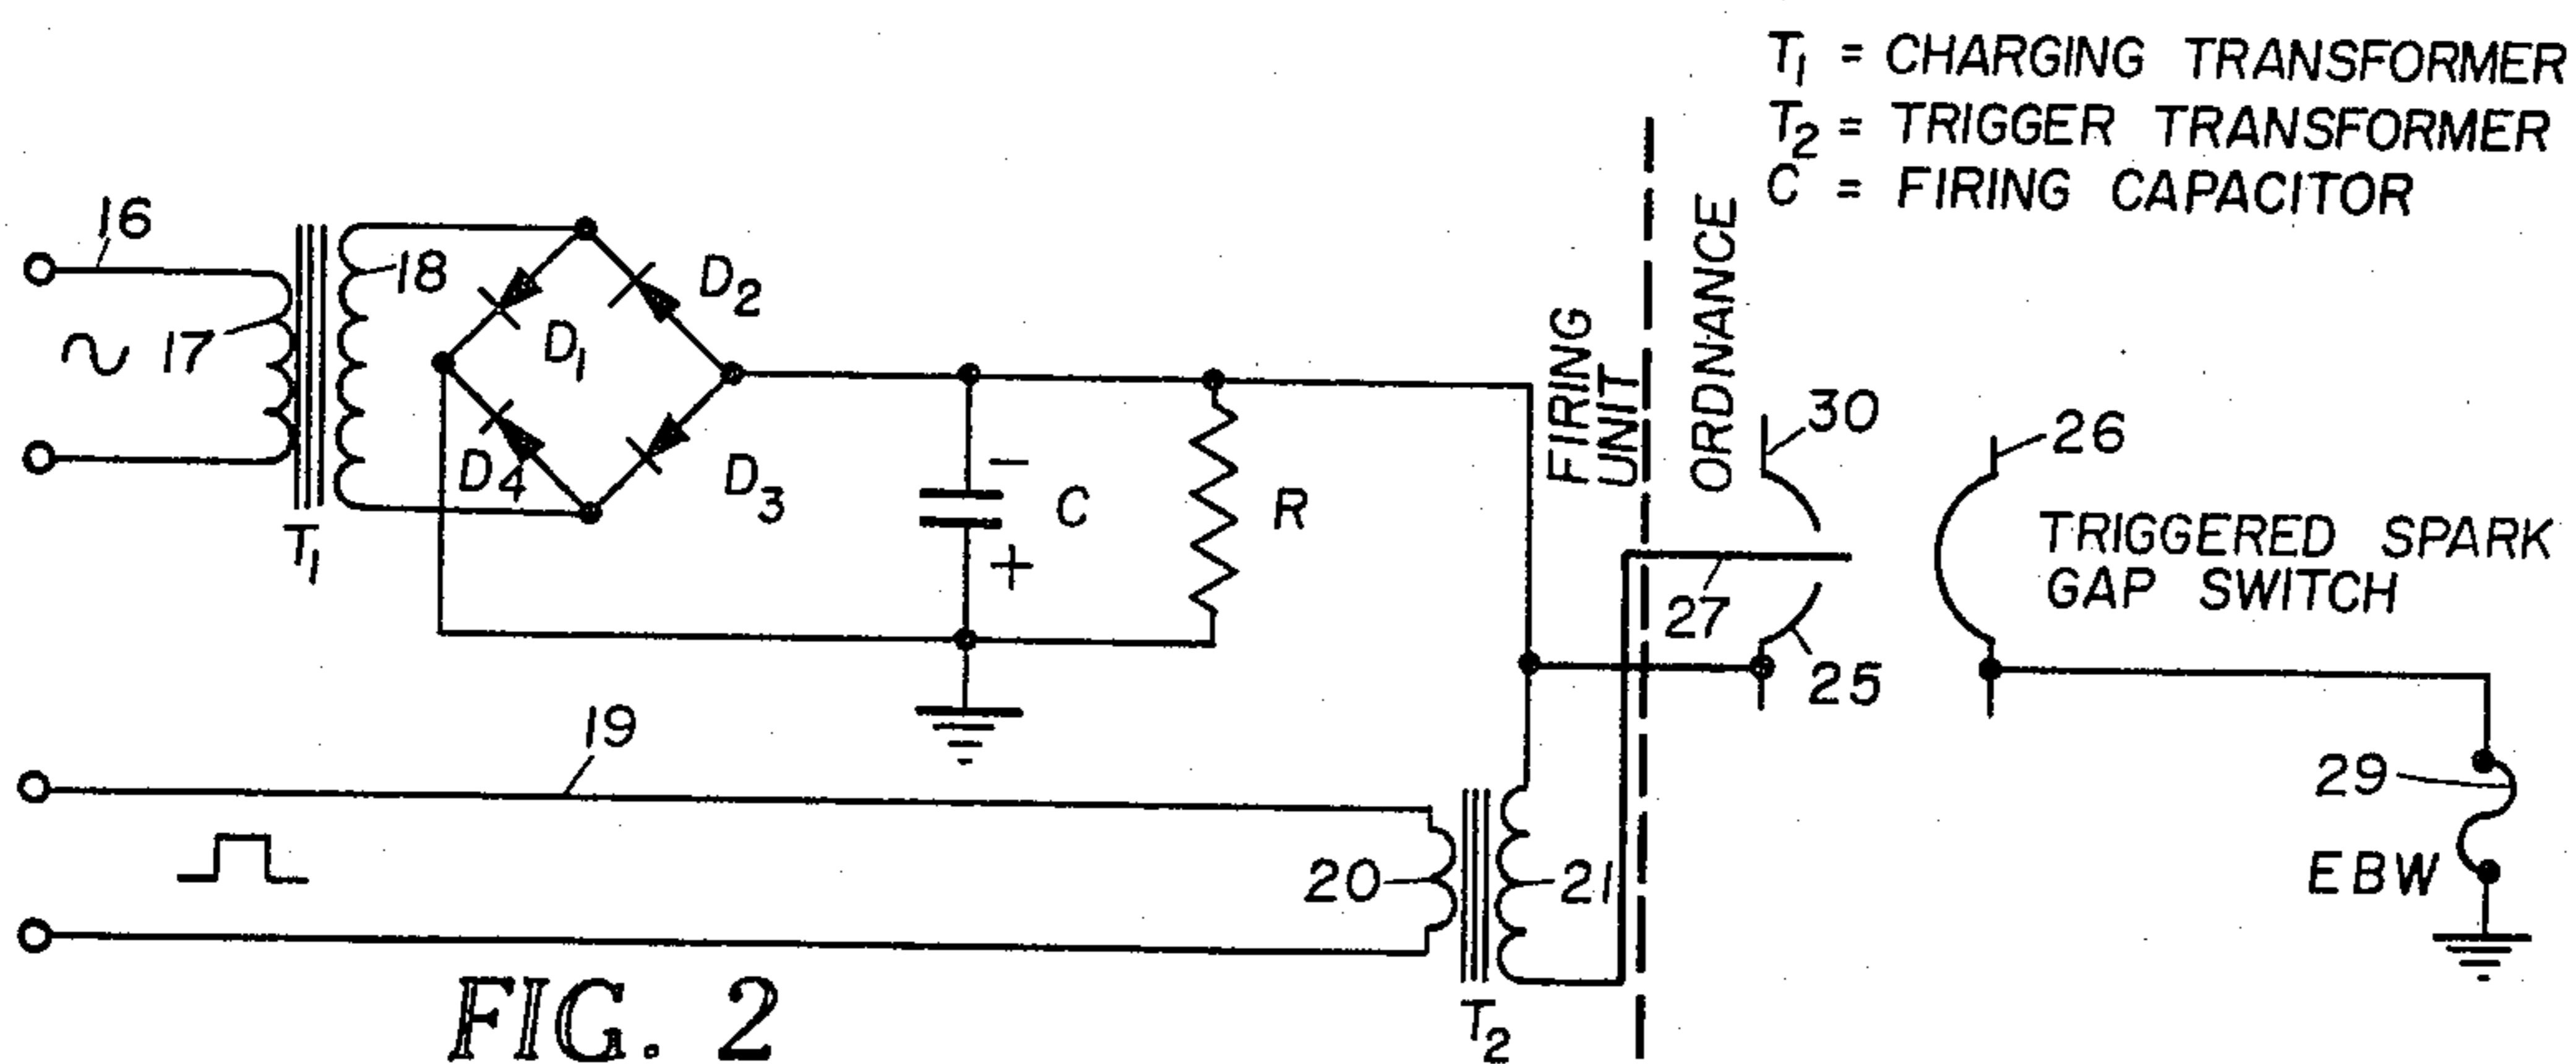 T1 = CHARGING TRANSFORMER
T2 = TRIGGER TRANSFORMER
C = FIRING CAPACITOR
16
17
18
T1
D1
D2
D3
D4
−
C
+
R
FIRING
UNIT
ORDNANCE
30
26
TRIGGERED SPARK
GAP SWITCH
27
25
19
20
21
T2
29
EBW
FIG. 2